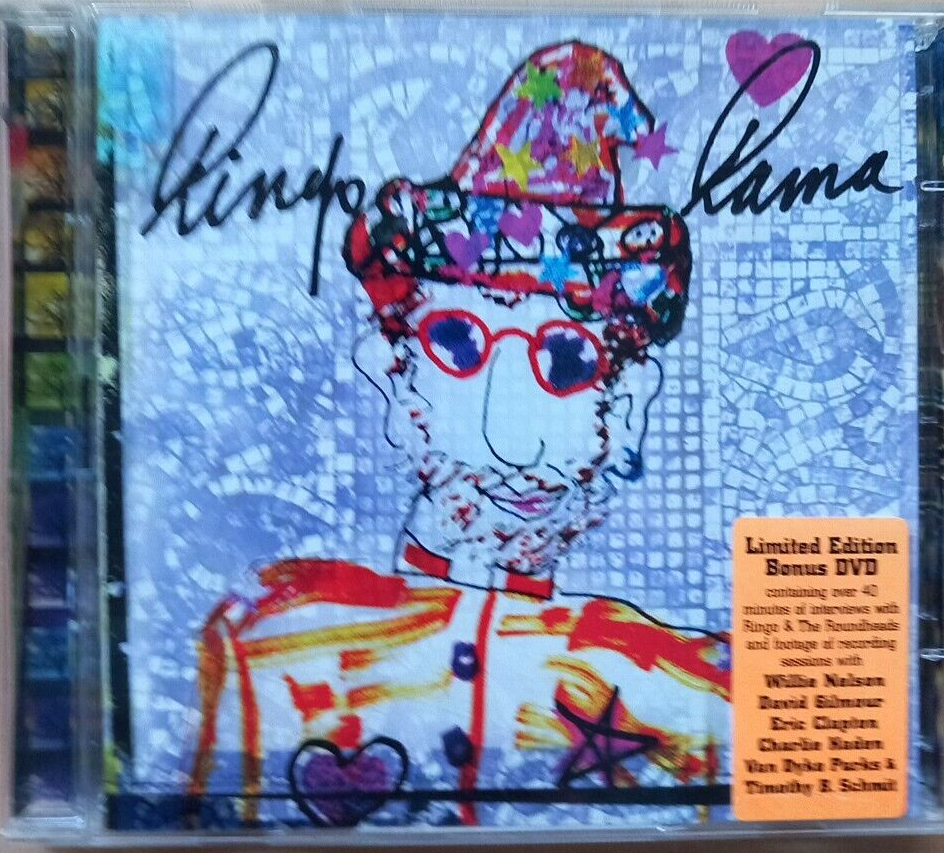 Ringo Rama
Limited Edition
Bonus DVD
containing over 40
minutes of interviews with
Ringo & The Roundheads
and footage of recording
sessions with
Willie Nelson
David Gilmour
Eric Clapton
Charlie Haden
Van Dyke Parks &
Timothy B. Schmit